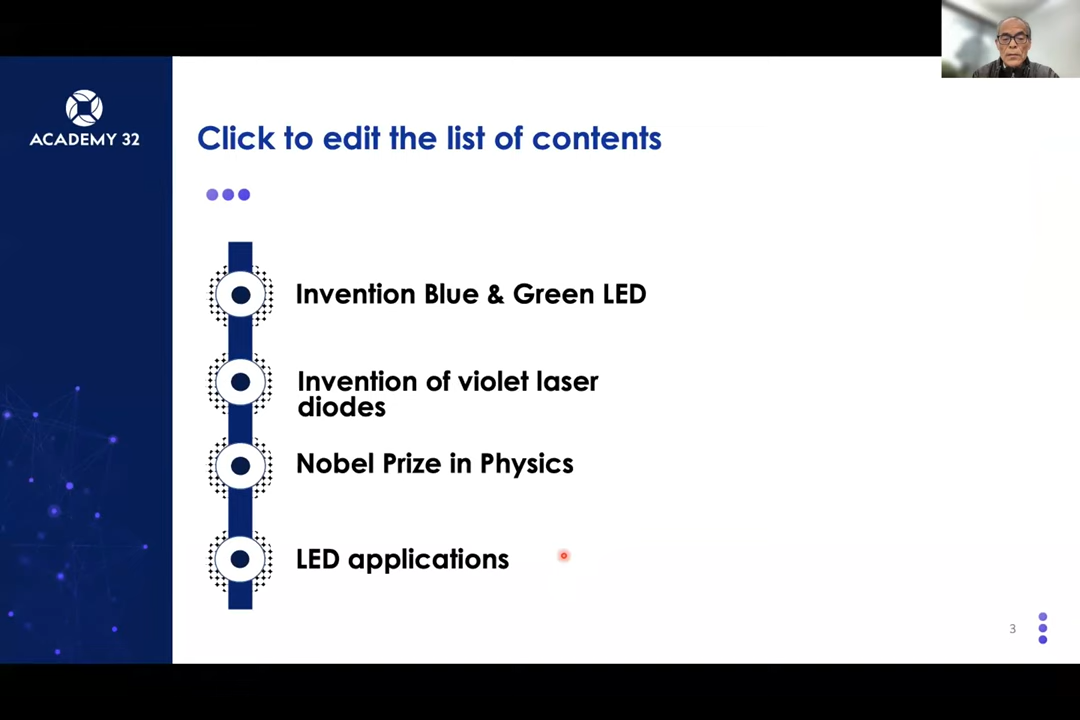 ACADEMY 32
Click to edit the list of contents
Invention Blue & Green LED
Invention of violet laser
diodes
Nobel Prize in Physics
LED applications
3